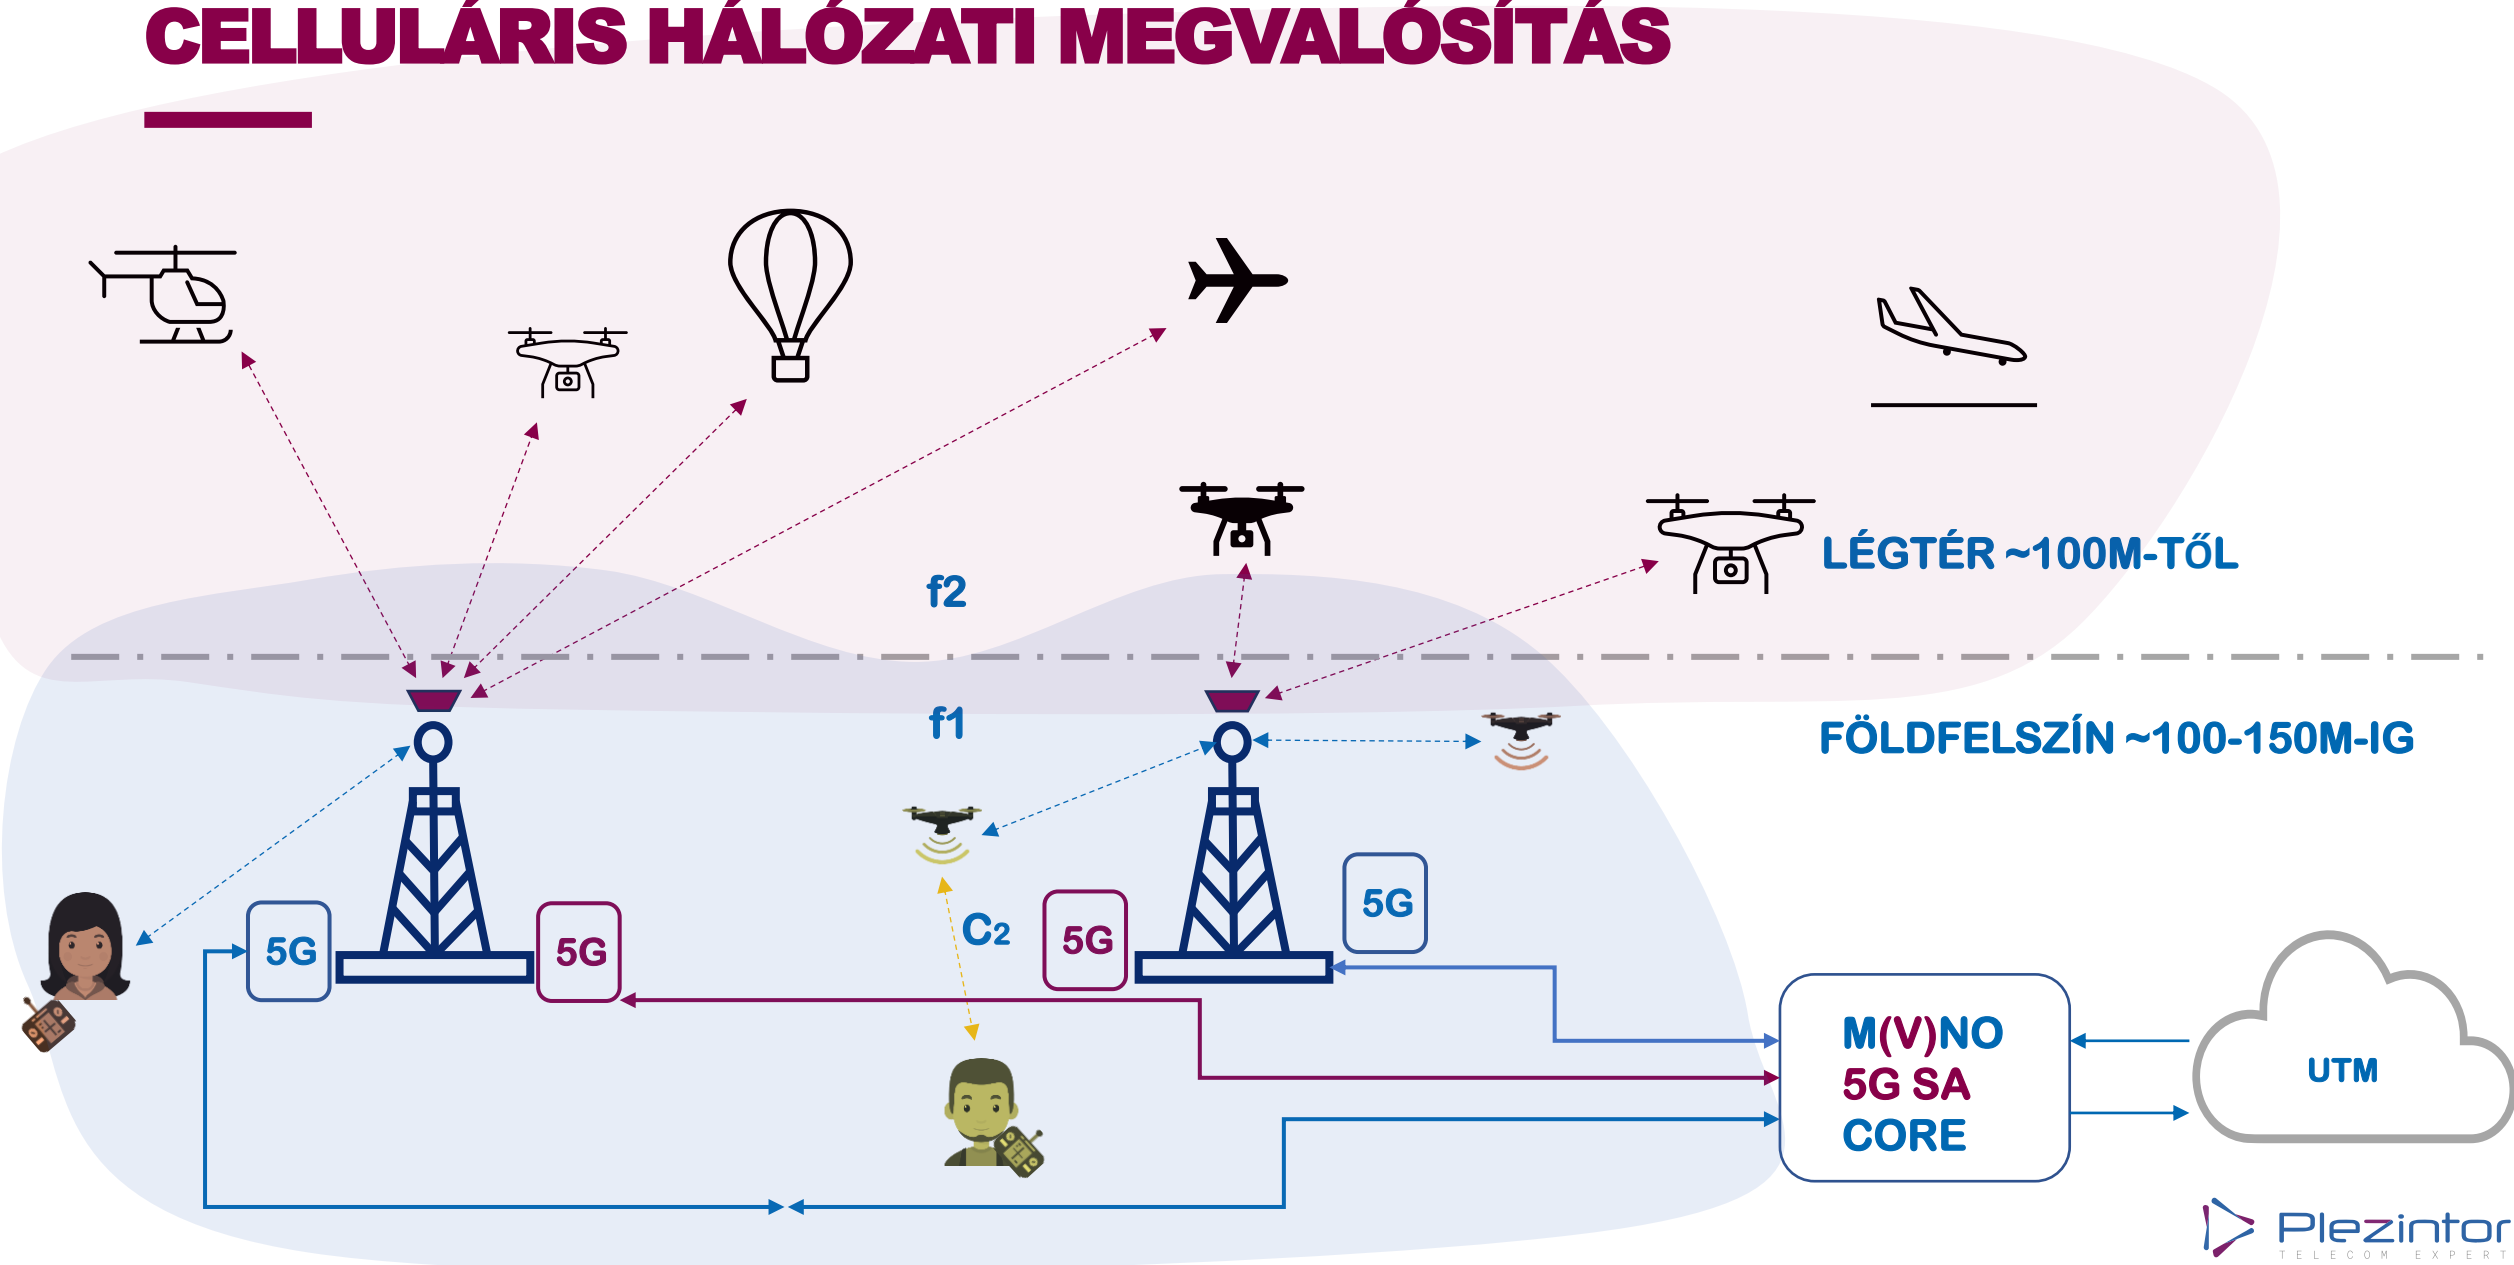 CELLULÁRIS HÁLÓZATI MEGVALÓSÍTÁS
LÉGTÉR ~100M-TŐL
f2
f1
FÖLDFELSZÍN ~100-150M-IG
5G
5G
C2
5G
5G
M(V)NO
5G SA
CORE
UTM
Plezintor
TELECOM EXPERT